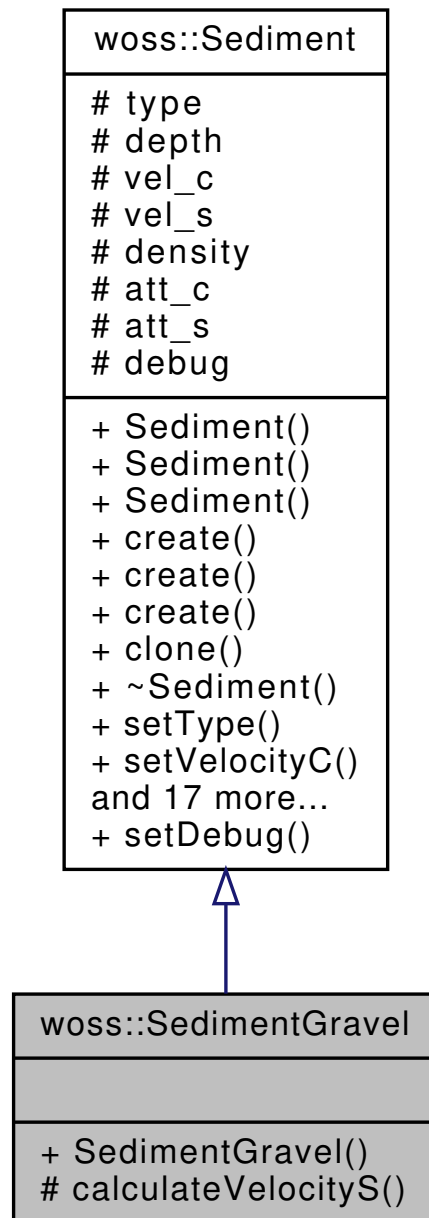 woss::Sediment
# type
# depth
# vel_c
# vel_s
# density
# att_c
# att_s
# debug
+ Sediment()
+ Sediment()
+ Sediment()
+ create()
+ create()
+ create()
+ clone()
+ ~Sediment()
+ setType()
+ setVelocityC()
and 17 more...
+ setDebug()
woss::SedimentGravel
+ SedimentGravel()
# calculateVelocityS()